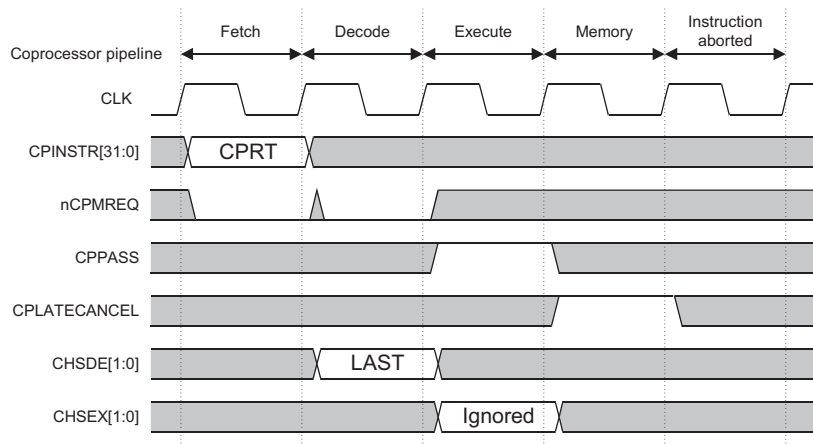 Fetch
Decode
Execute
Memory
Instruction
aborted
Coprocessor pipeline
CLK
CPINSTR[31:0]
CPRT
nCPMREQ
CPPASS
CPLATECANCEL
CHSDE[1:0]
LAST
CHSEX[1:0]
Ignored